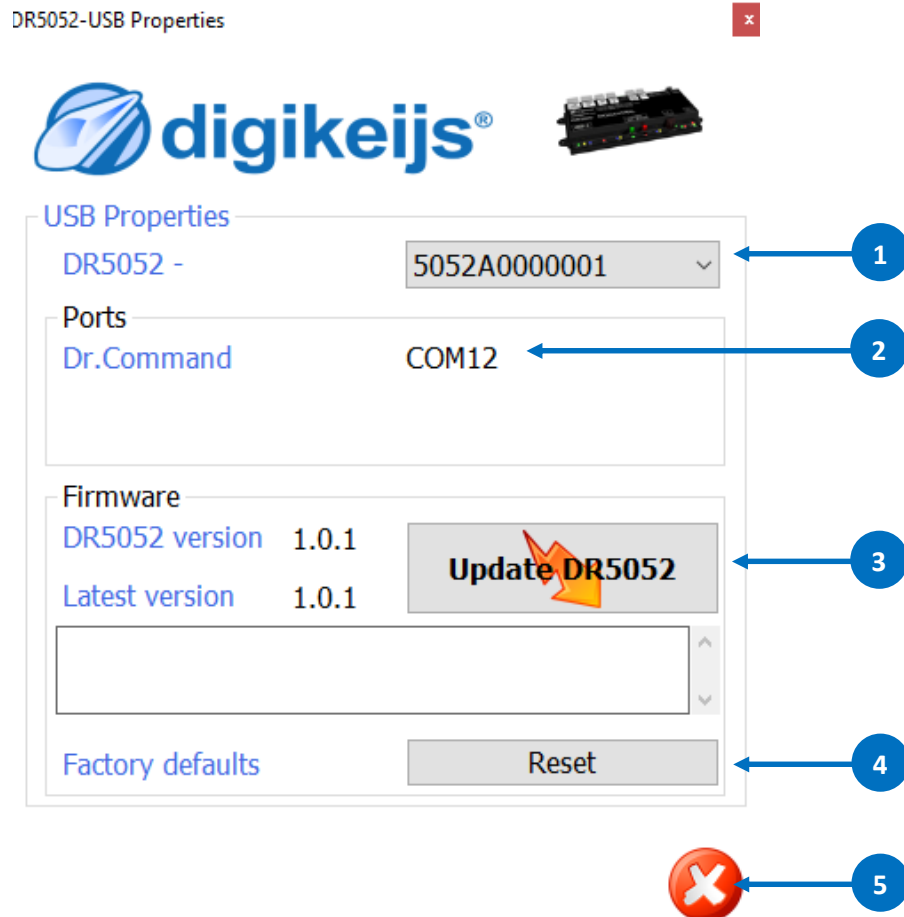 DR5052-USB Properties
x
digikeijs®
USB Properties
DR5052 -
5052A0000001
1
Ports
Dr.Command
COM12
2
Firmware
DR5052 version
1.0.1
Update DR5052
3
Latest version
1.0.1
Factory defaults
Reset
4
5